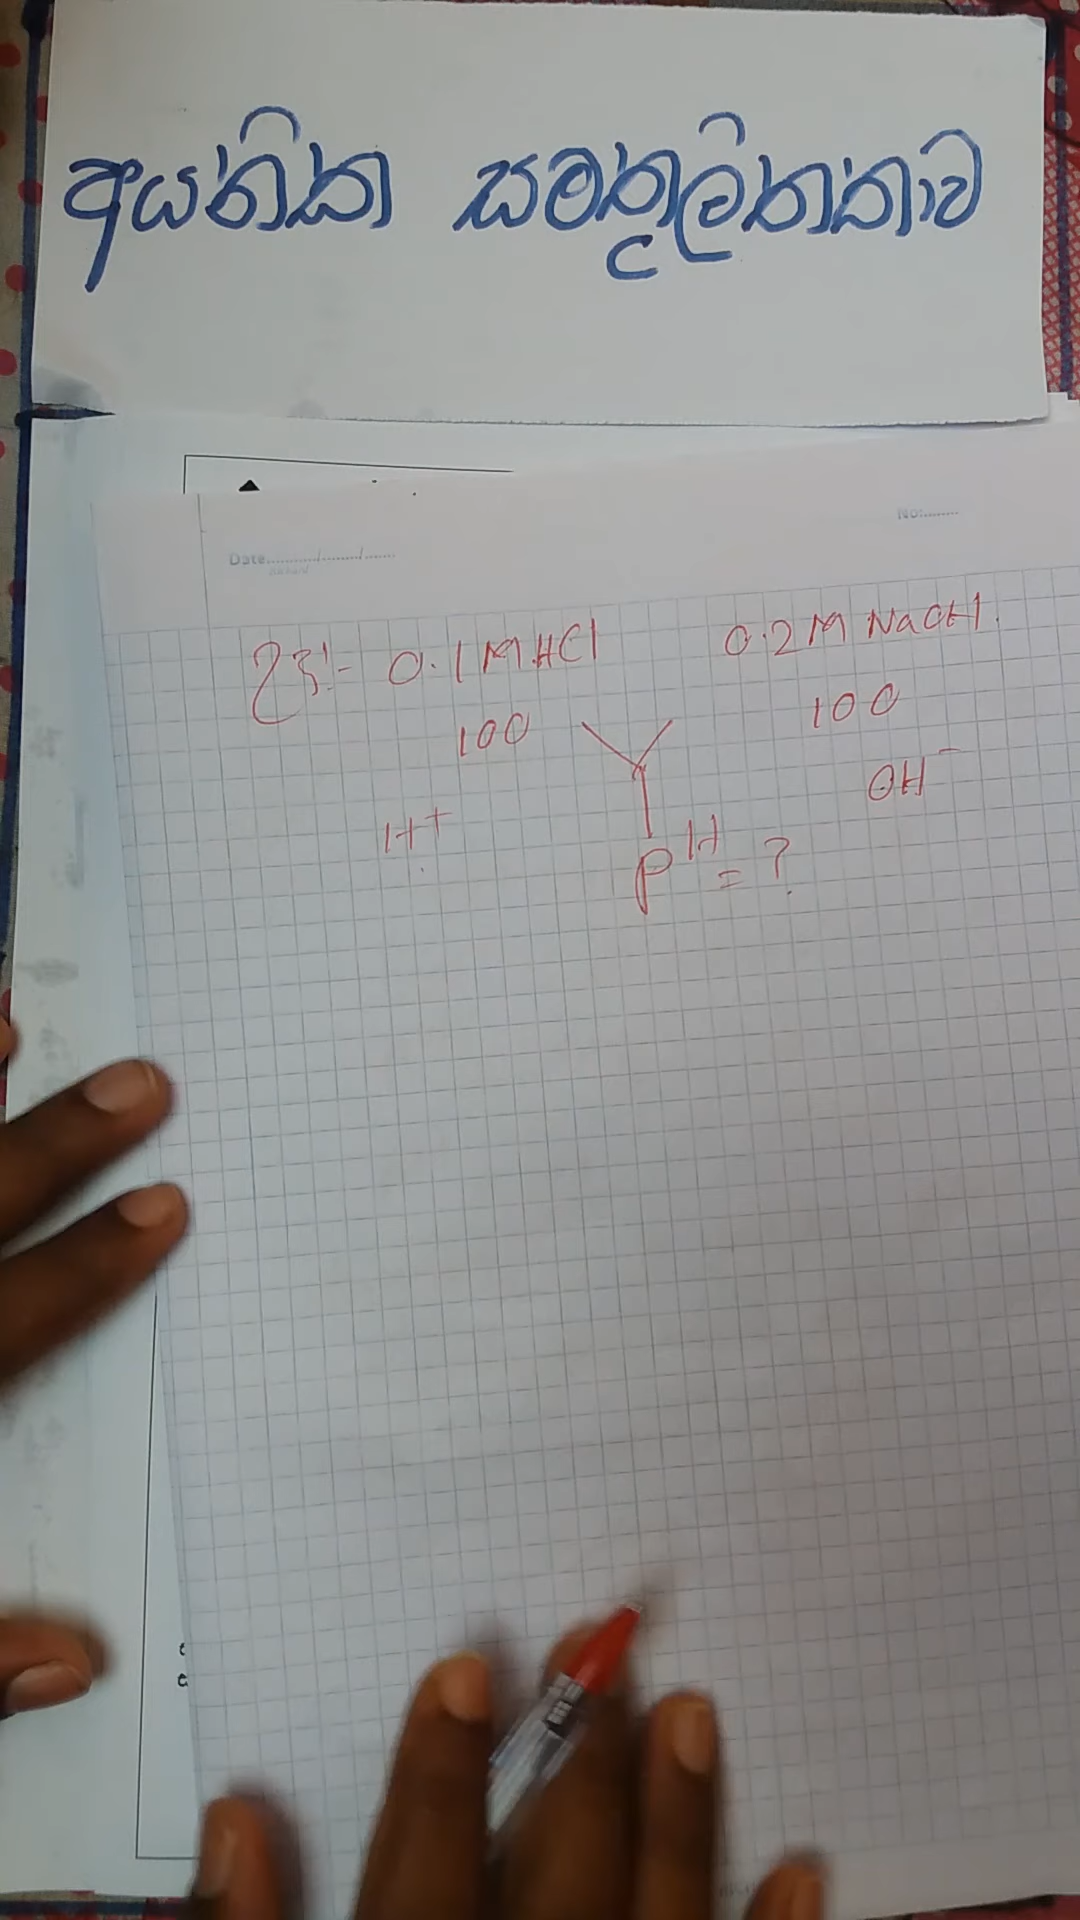 අයනික සමතුලිතතාව
No:........
Date.........../......../.......
23:- 0.1M HCl 0.2M NaOH.
100 100
H+ OH-
pH = ?